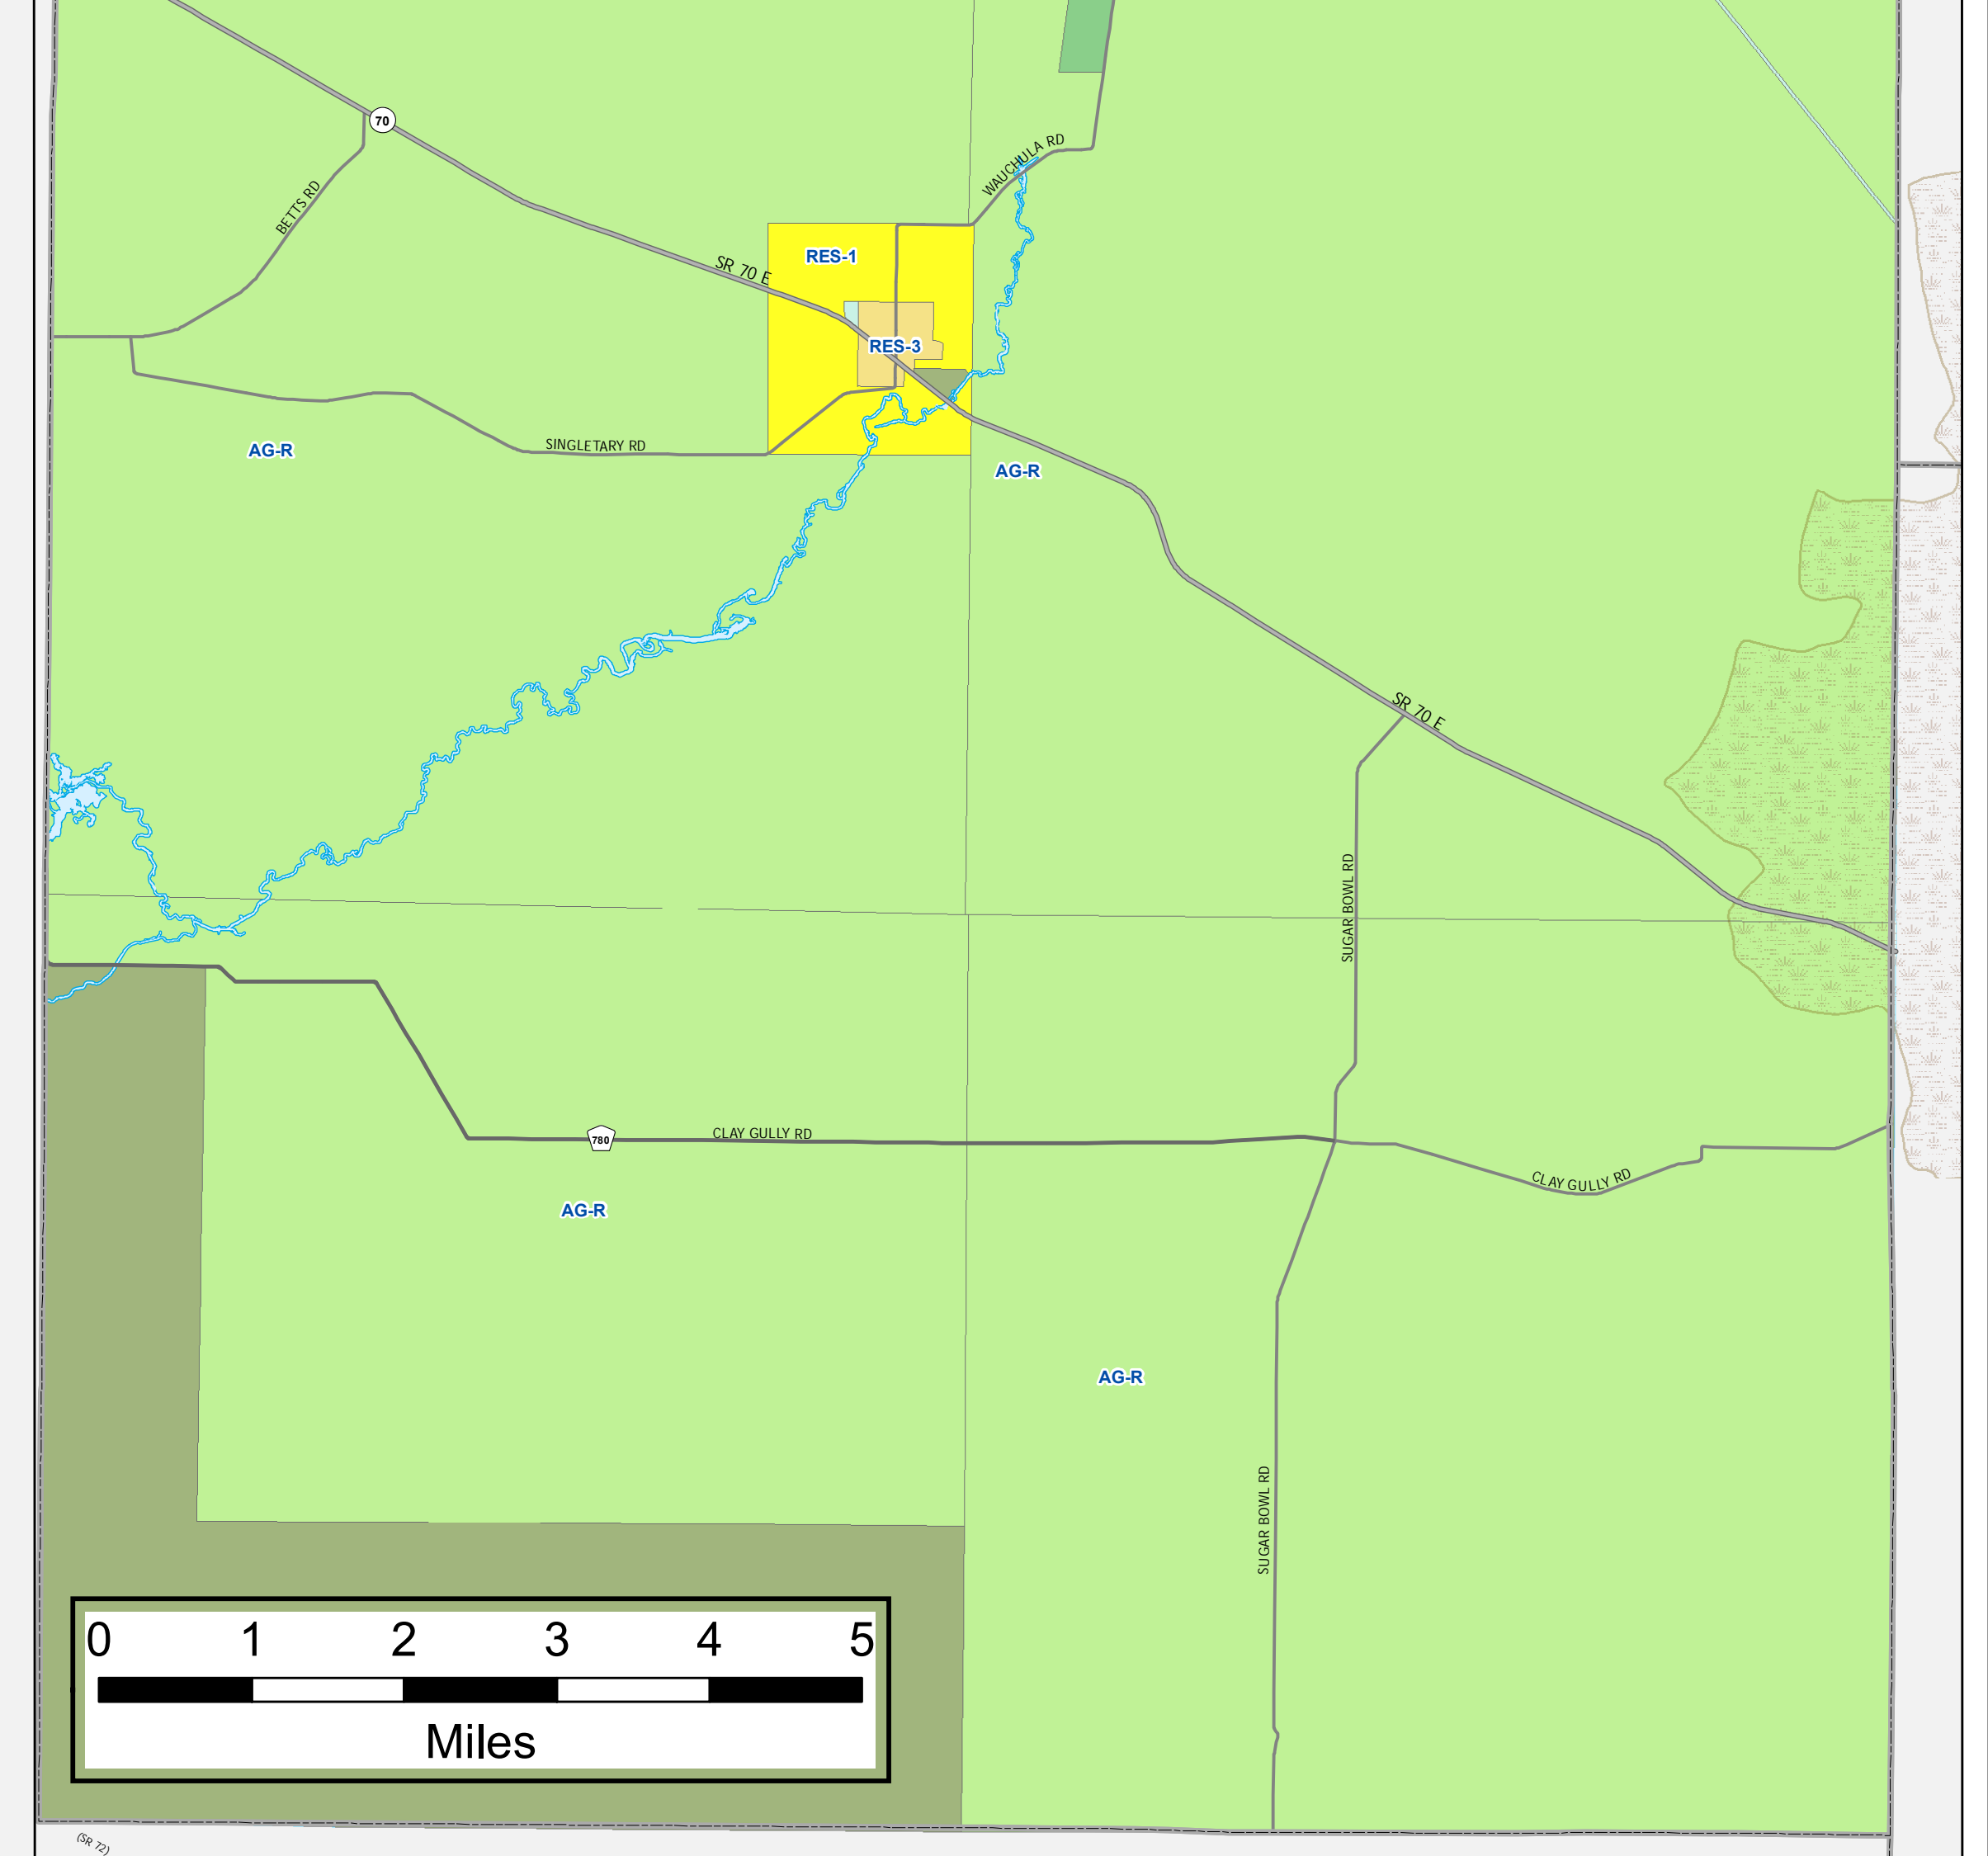 70
BETTS RD
WAUCHULA RD
RES-1
SR 70 E
RES-3
SINGLETARY RD
AG-R
AG-R
SR 70 E
SUGAR BOWL RD
780
CLAY GULLY RD
CLAY GULLY RD
AG-R
AG-R
SUGAR BOWL RD
0 1 2 3 4 5
Miles
(SR 72)